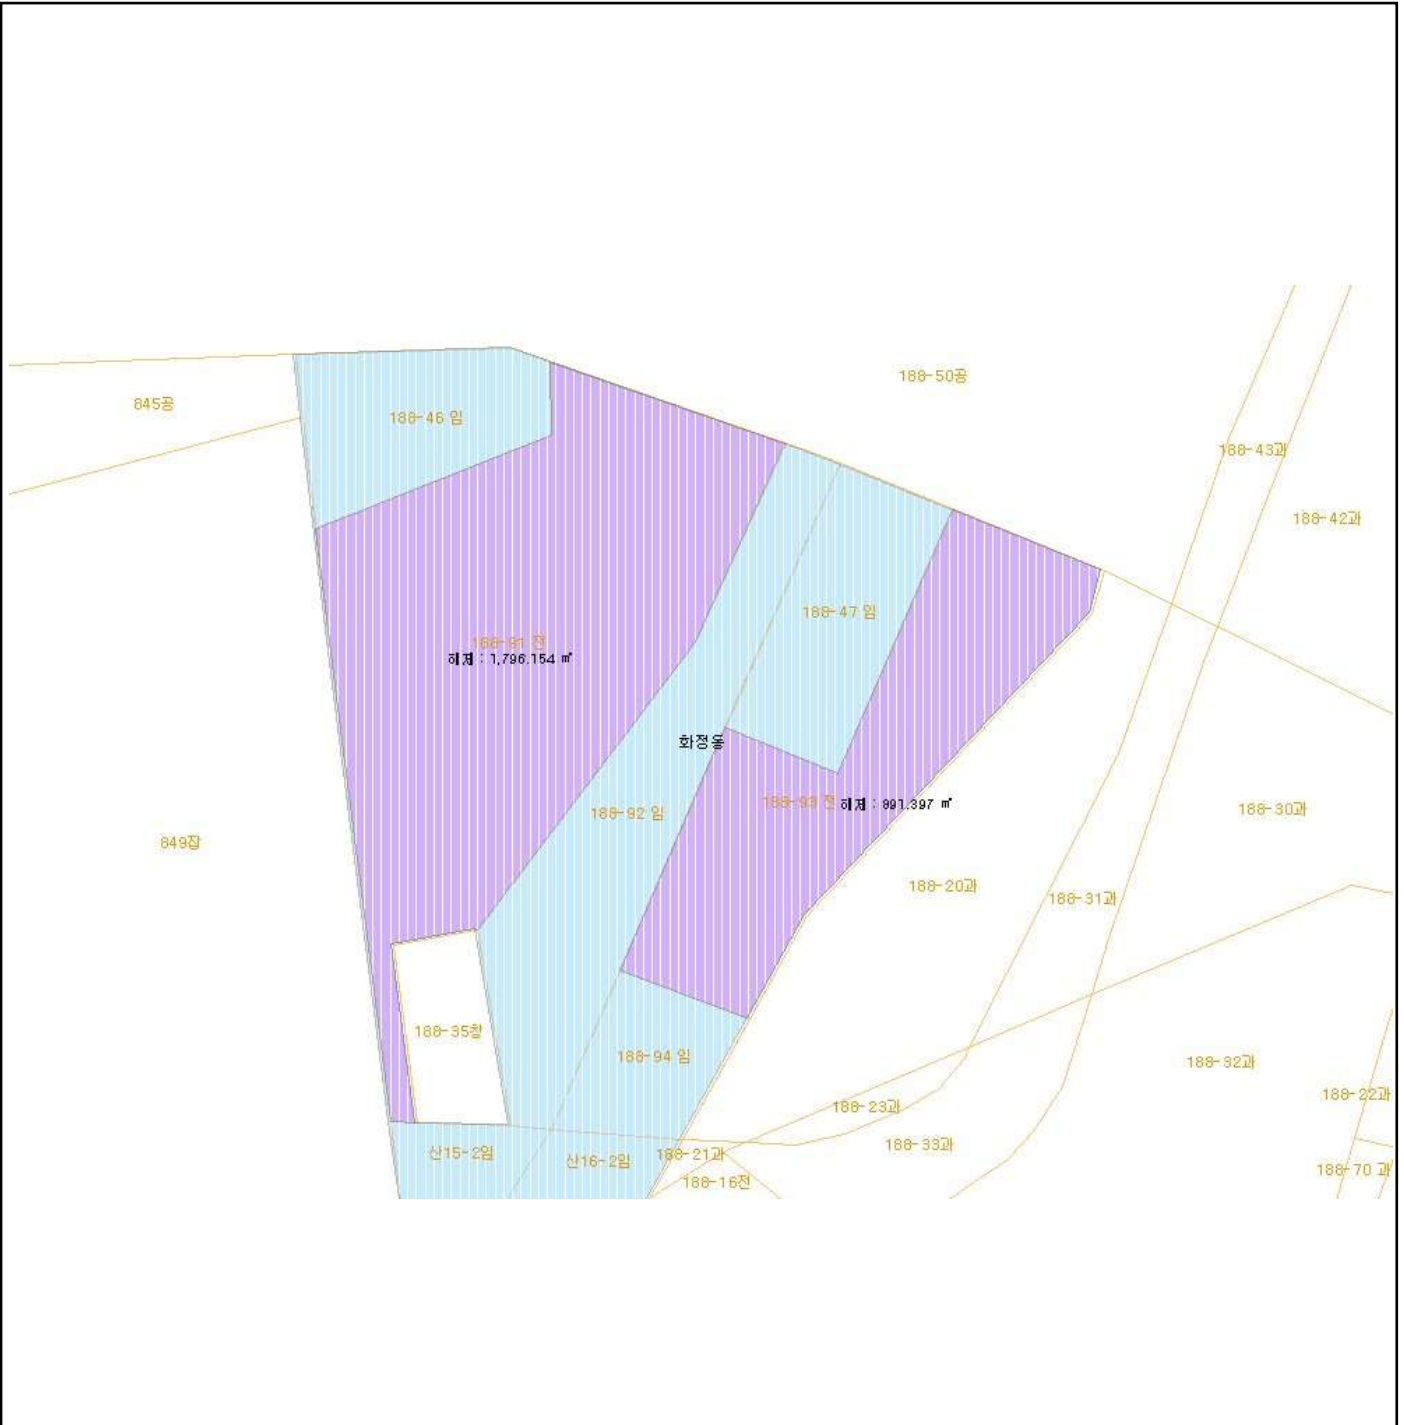 188-50공
845공
188-46 임
188-43과
188-42과
188-47 임
188-91 전
해제 : 1,796.154 ㎡
화정동
188-93 전 해제 : 891.397 ㎡
188-92 임
188-30과
849잡
188-20과
188-31과
188-35창
188-94 임
188-32과
188-22과
188-23과
188-33과
산15-2임
산16-2임
188-21과
188-70 과
188-16전